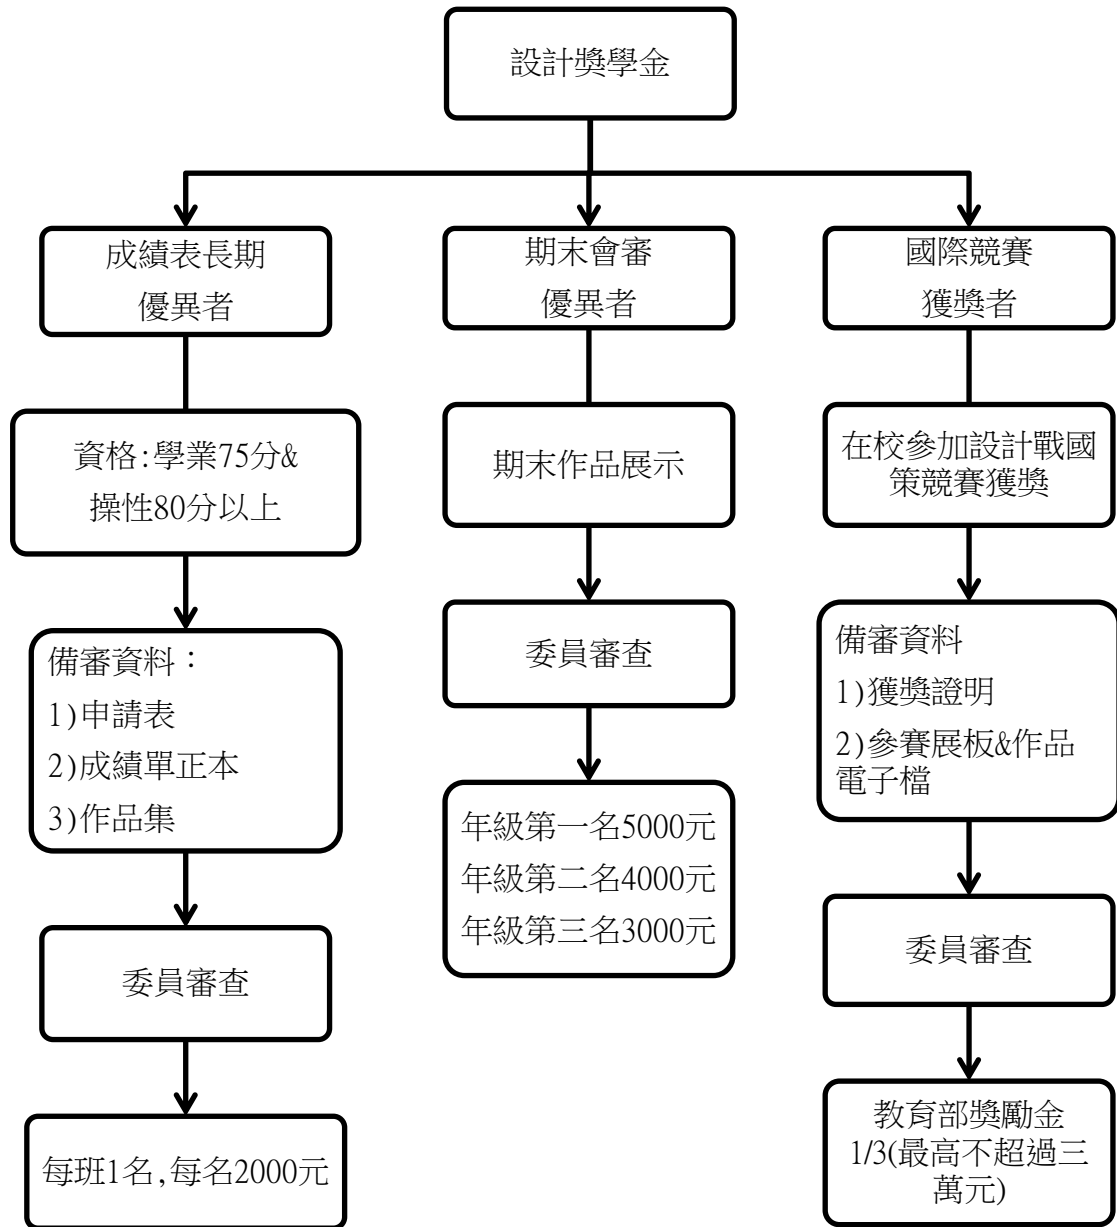 設計獎學金
成績表長期
優異者
資格:學業75分&
操性80分以上
備審資料：
1)申請表
2)成績單正本
3)作品集
委員審查
每班1名,每名2000元
期末會審
優異者
期末作品展示
委員審查
年級第一名5000元
年級第二名4000元
年級第三名3000元
國際競賽
獲獎者
在校參加設計戰國
策競賽獲獎
備審資料
1)獲獎證明
2)參賽展板&作品
電子檔
委員審查
教育部獎勵金
1/3(最高不超過三
萬元)